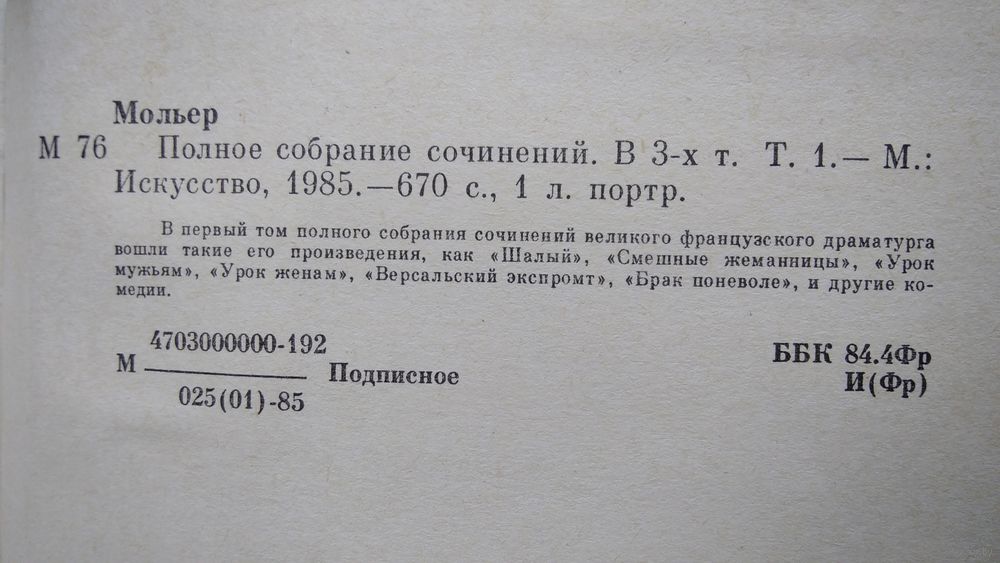 Мольер
М 76 Полное собрание сочинений. В 3-х т. Т. 1.— М.:
Искусство, 1985.—670 с., 1 л. портр.
В первый том полного собрания сочинений великого французского драматурга
вошли такие его произведения, как «Шалый», «Смешные жеманницы», «Урок
мужьям», «Урок женам», «Версальский экспромт», «Брак поневоле», и другие ко-
медии.
4703000000-192
М
025(01)-85
Подписное
ББК 84.4Фр
И(Фр)